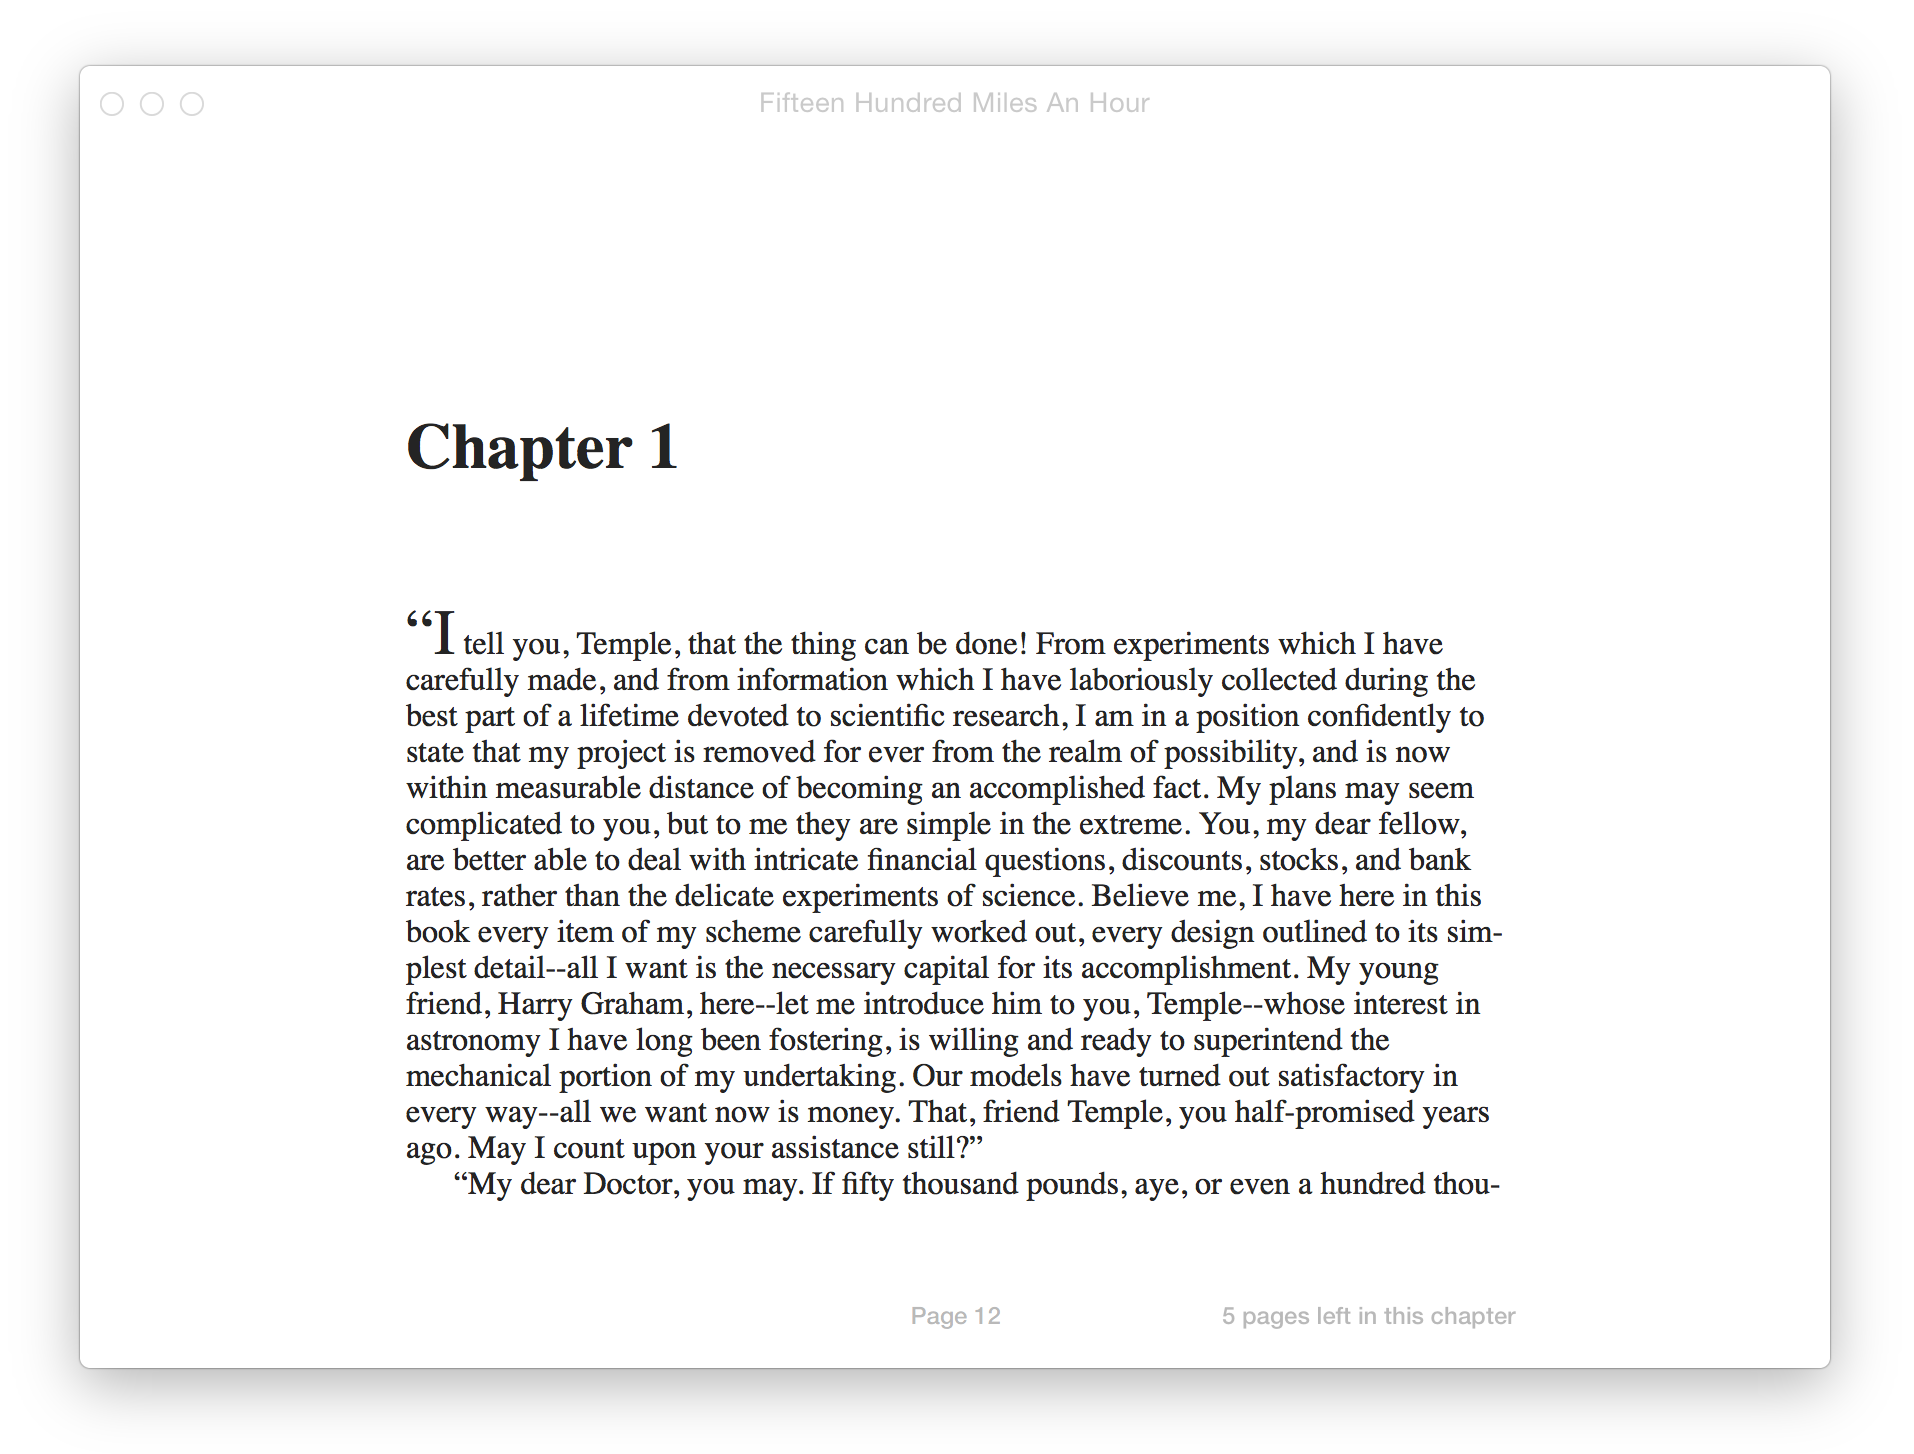 Fifteen Hundred Miles An Hour
Chapter 1
“I tell you, Temple, that the thing can be done! From experiments which I have
carefully made, and from information which I have laboriously collected during the
best part of a lifetime devoted to scientific research, I am in a position confidently to
state that my project is removed for ever from the realm of possibility, and is now
within measurable distance of becoming an accomplished fact. My plans may seem
complicated to you, but to me they are simple in the extreme. You, my dear fellow,
are better able to deal with intricate financial questions, discounts, stocks, and bank
rates, rather than the delicate experiments of science. Believe me, I have here in this
book every item of my scheme carefully worked out, every design outlined to its sim-
plest detail--all I want is the necessary capital for its accomplishment. My young
friend, Harry Graham, here--let me introduce him to you, Temple--whose interest in
astronomy I have long been fostering, is willing and ready to superintend the
mechanical portion of my undertaking. Our models have turned out satisfactory in
every way--all we want now is money. That, friend Temple, you half-promised years
ago. May I count upon your assistance still?”
“My dear Doctor, you may. If fifty thousand pounds, aye, or even a hundred thou-
Page 12
5 pages left in this chapter